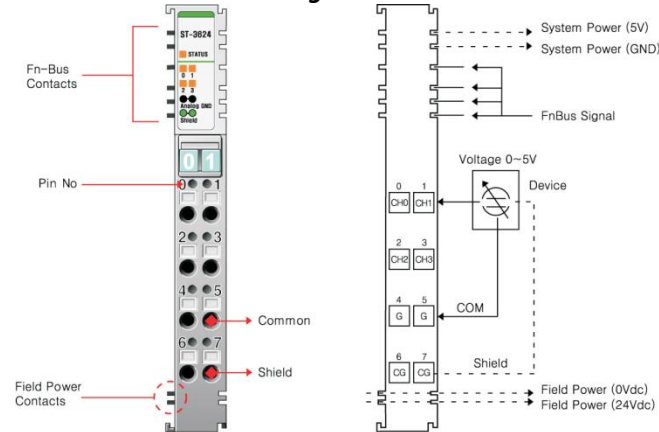 ST-3624
STATUS
0 1
2 3
Analog GND
Shield
Fn-Bus
Contacts
0 1
Pin No
0 1
2 3
4 5
Common
6 7
Shield
Field Power
Contacts
System Power (5V)
System Power (GND)
FnBus Signal
Voltage 0~5V
Device
0 1
CH0 CH1
2 3
CH2 CH3
4 5
G G
COM
6 7
CG CG
Shield
Field Power (0Vdc)
Field Power (24Vdc)